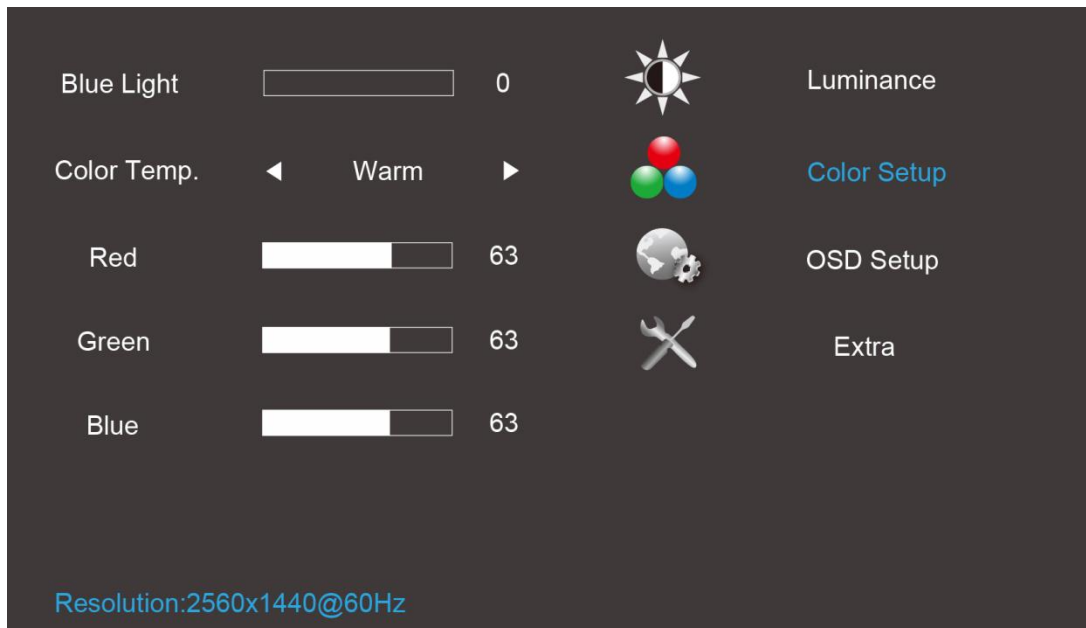 Blue Light 0 Luminance
Color Temp. Warm Color Setup
Red 63 OSD Setup
Green 63 Extra
Blue 63
Resolution:2560x1440@60Hz